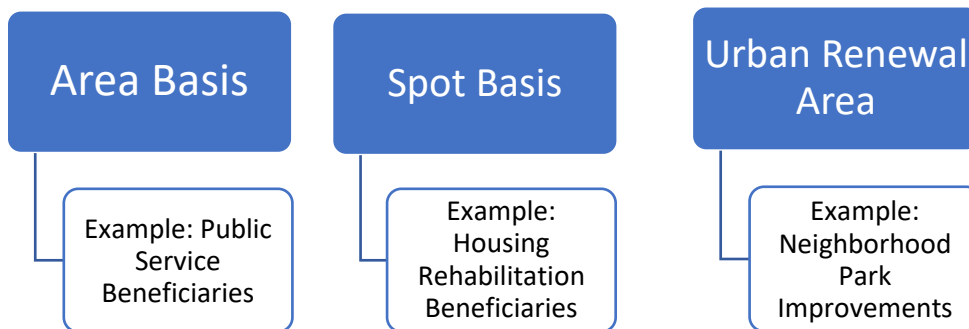 Area Basis
Example: Public
Service
Beneficiaries
Spot Basis
Example:
Housing
Rehabilitation
Beneficiaries
Urban Renewal
Area
Example:
Neighborhood
Park
Improvements